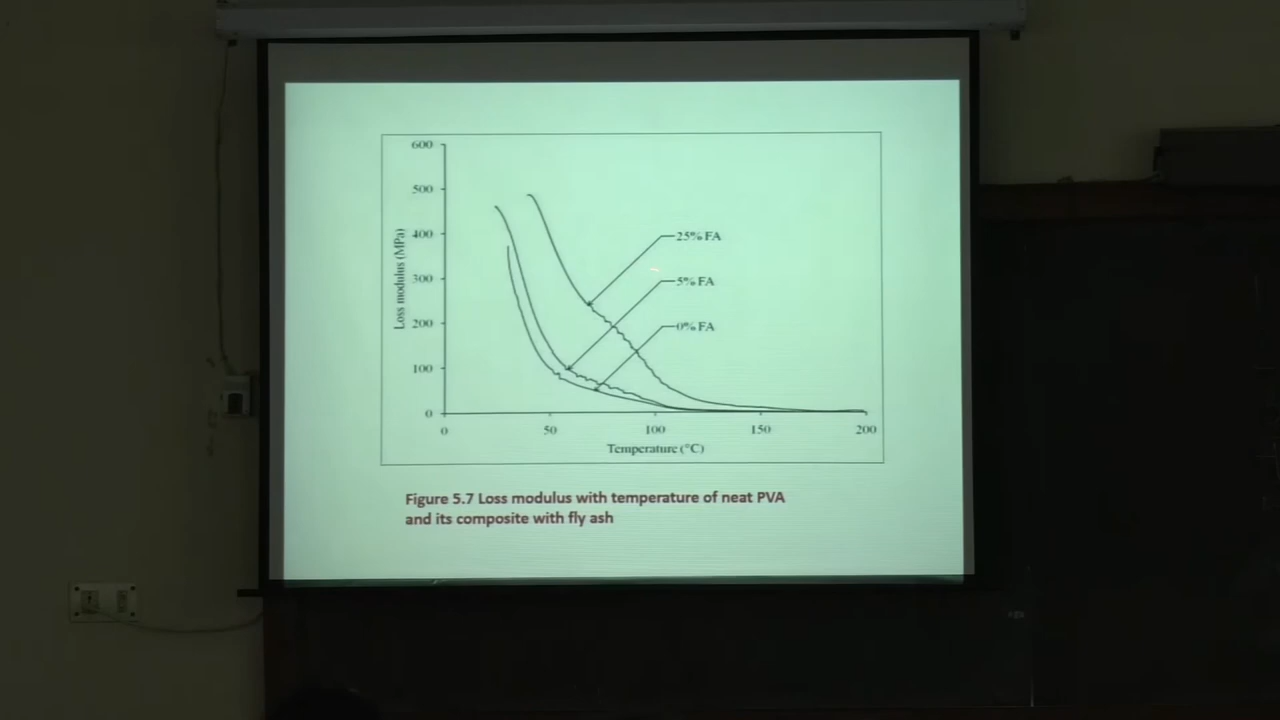 600
500
400
300
200
100
0
Loss modulus (MPa)
25% FA
5% FA
0% FA
0 50 100 150 200
Temperature (°C)
Figure 5.7 Loss modulus with temperature of neat PVA
and its composite with fly ash